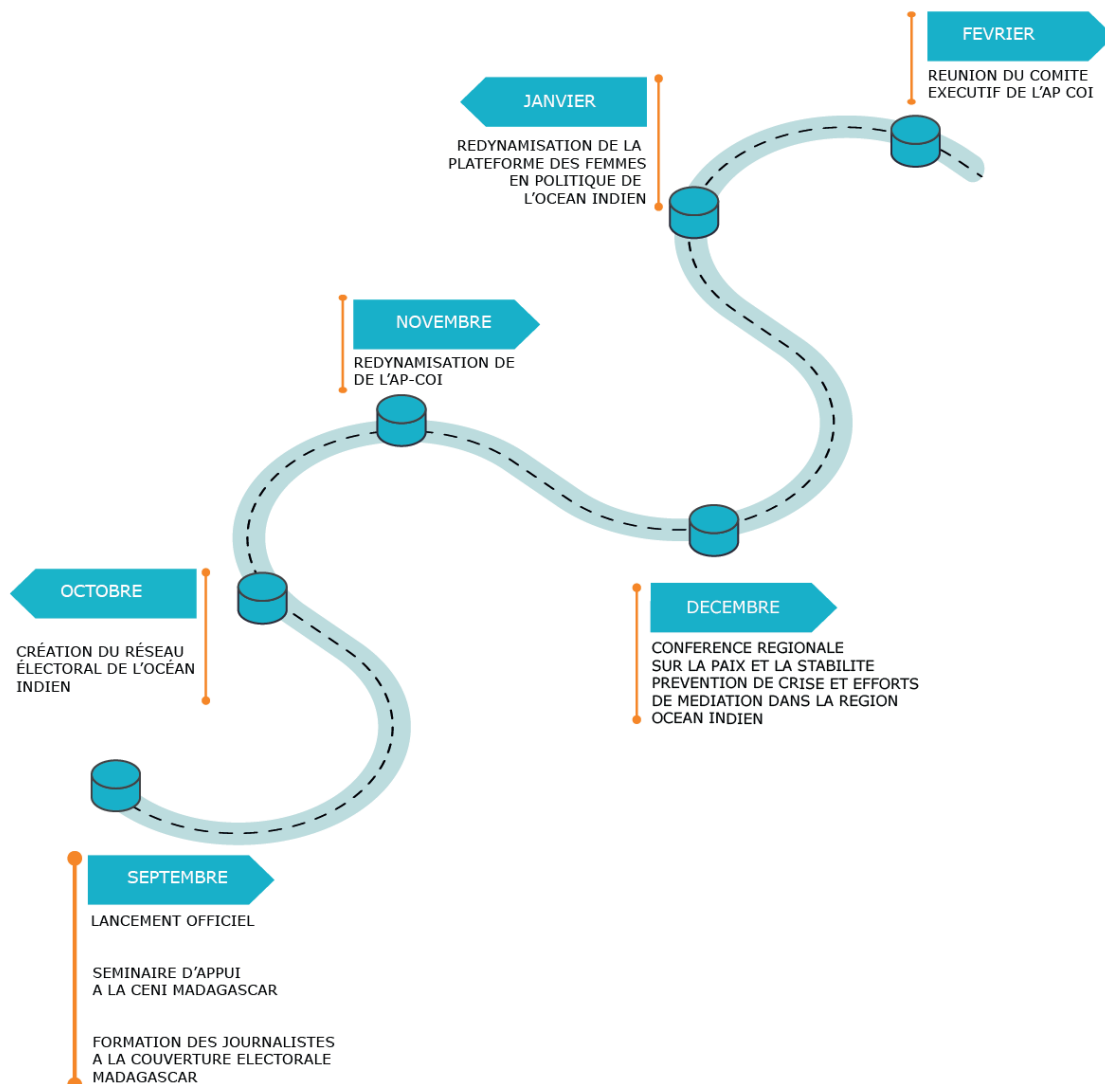 FEVRIER
REUNION DU COMITE
EXECUTIF DE L'AP COI
JANVIER
REDYNAMISATION DE LA
PLATEFORME DES FEMMES
EN POLITIQUE DE
L'OCEAN INDIEN
NOVEMBRE
REDYNAMISATION DE
DE L'AP-COI
OCTOBRE
CRÉATION DU RÉSEAU
ÉLECTORAL DE L'OCÉAN
INDIEN
DECEMBRE
CONFERENCE REGIONALE
SUR LA PAIX ET LA STABILITE
PREVENTION DE CRISE ET EFFORTS
DE MEDIATION DANS LA REGION
OCEAN INDIEN
SEPTEMBRE
LANCEMENT OFFICIEL
SEMINAIRE D'APPUI
A LA CENI MADAGASCAR
FORMATION DES JOURNALISTES
A LA COUVERTURE ELECTORALE
MADAGASCAR